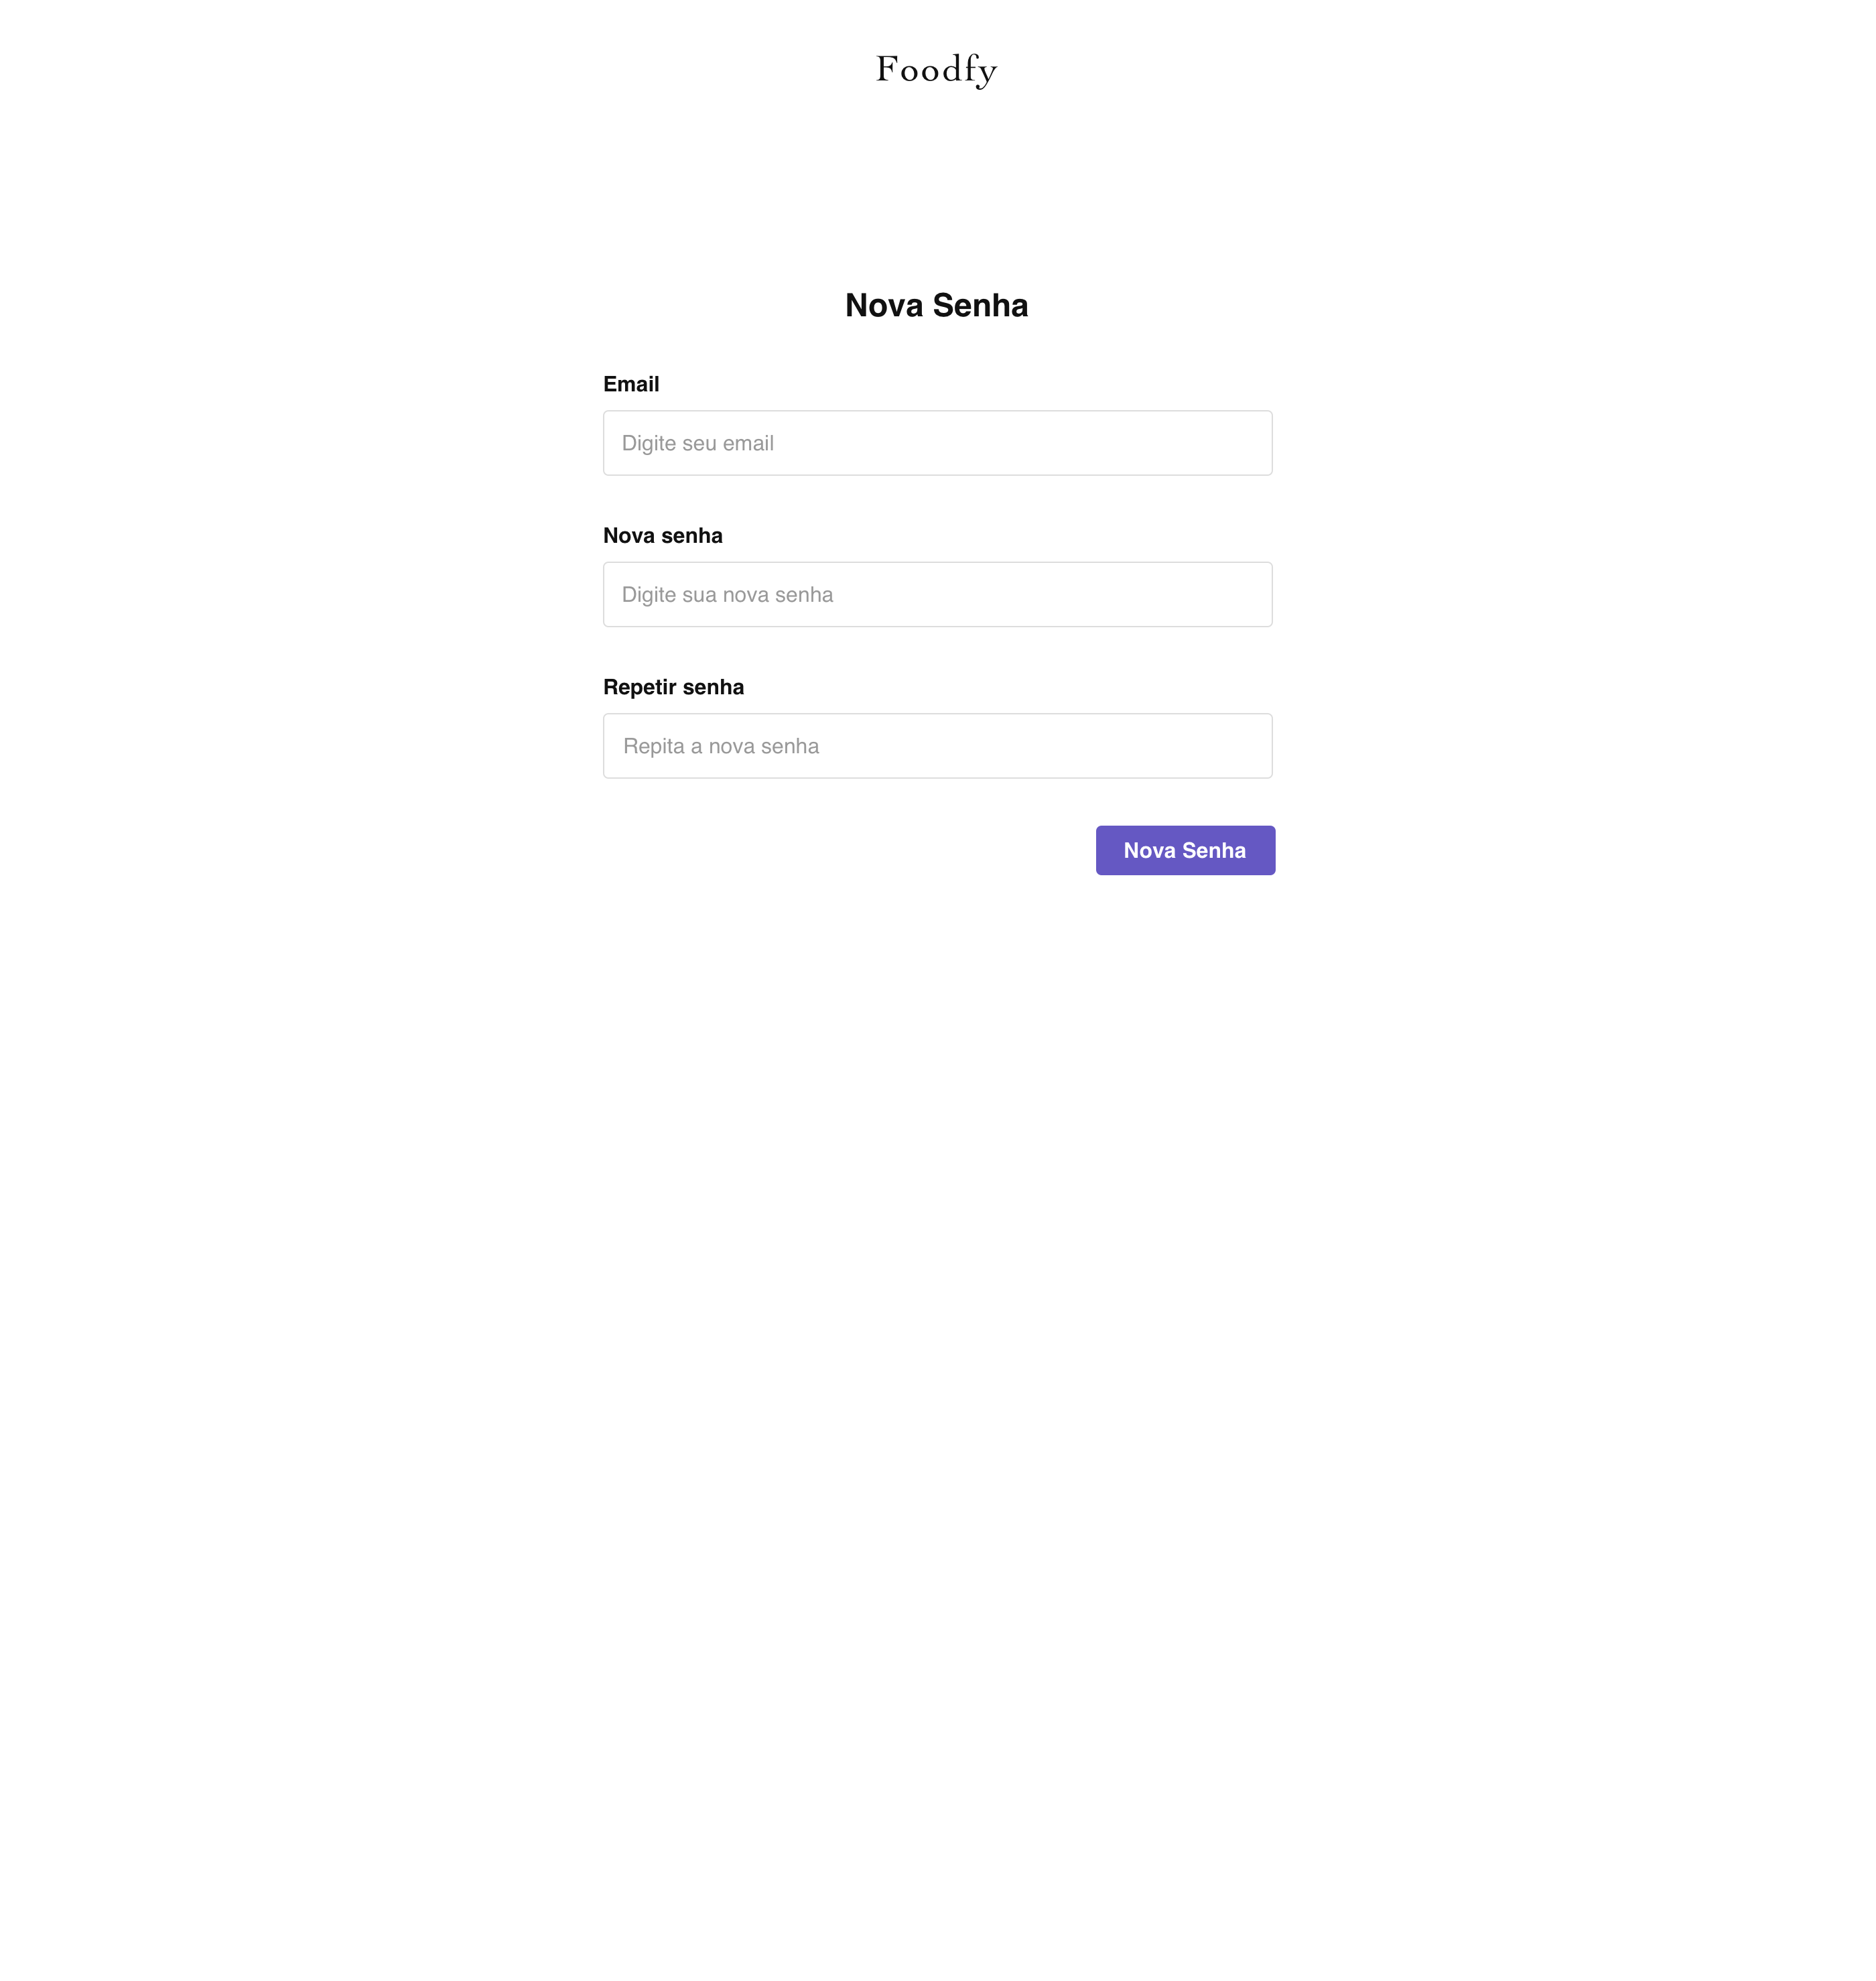 Foodfy
Nova Senha
Email
Digite seu email
Nova senha
Digite sua nova senha
Repetir senha
Repita a nova senha
Nova Senha